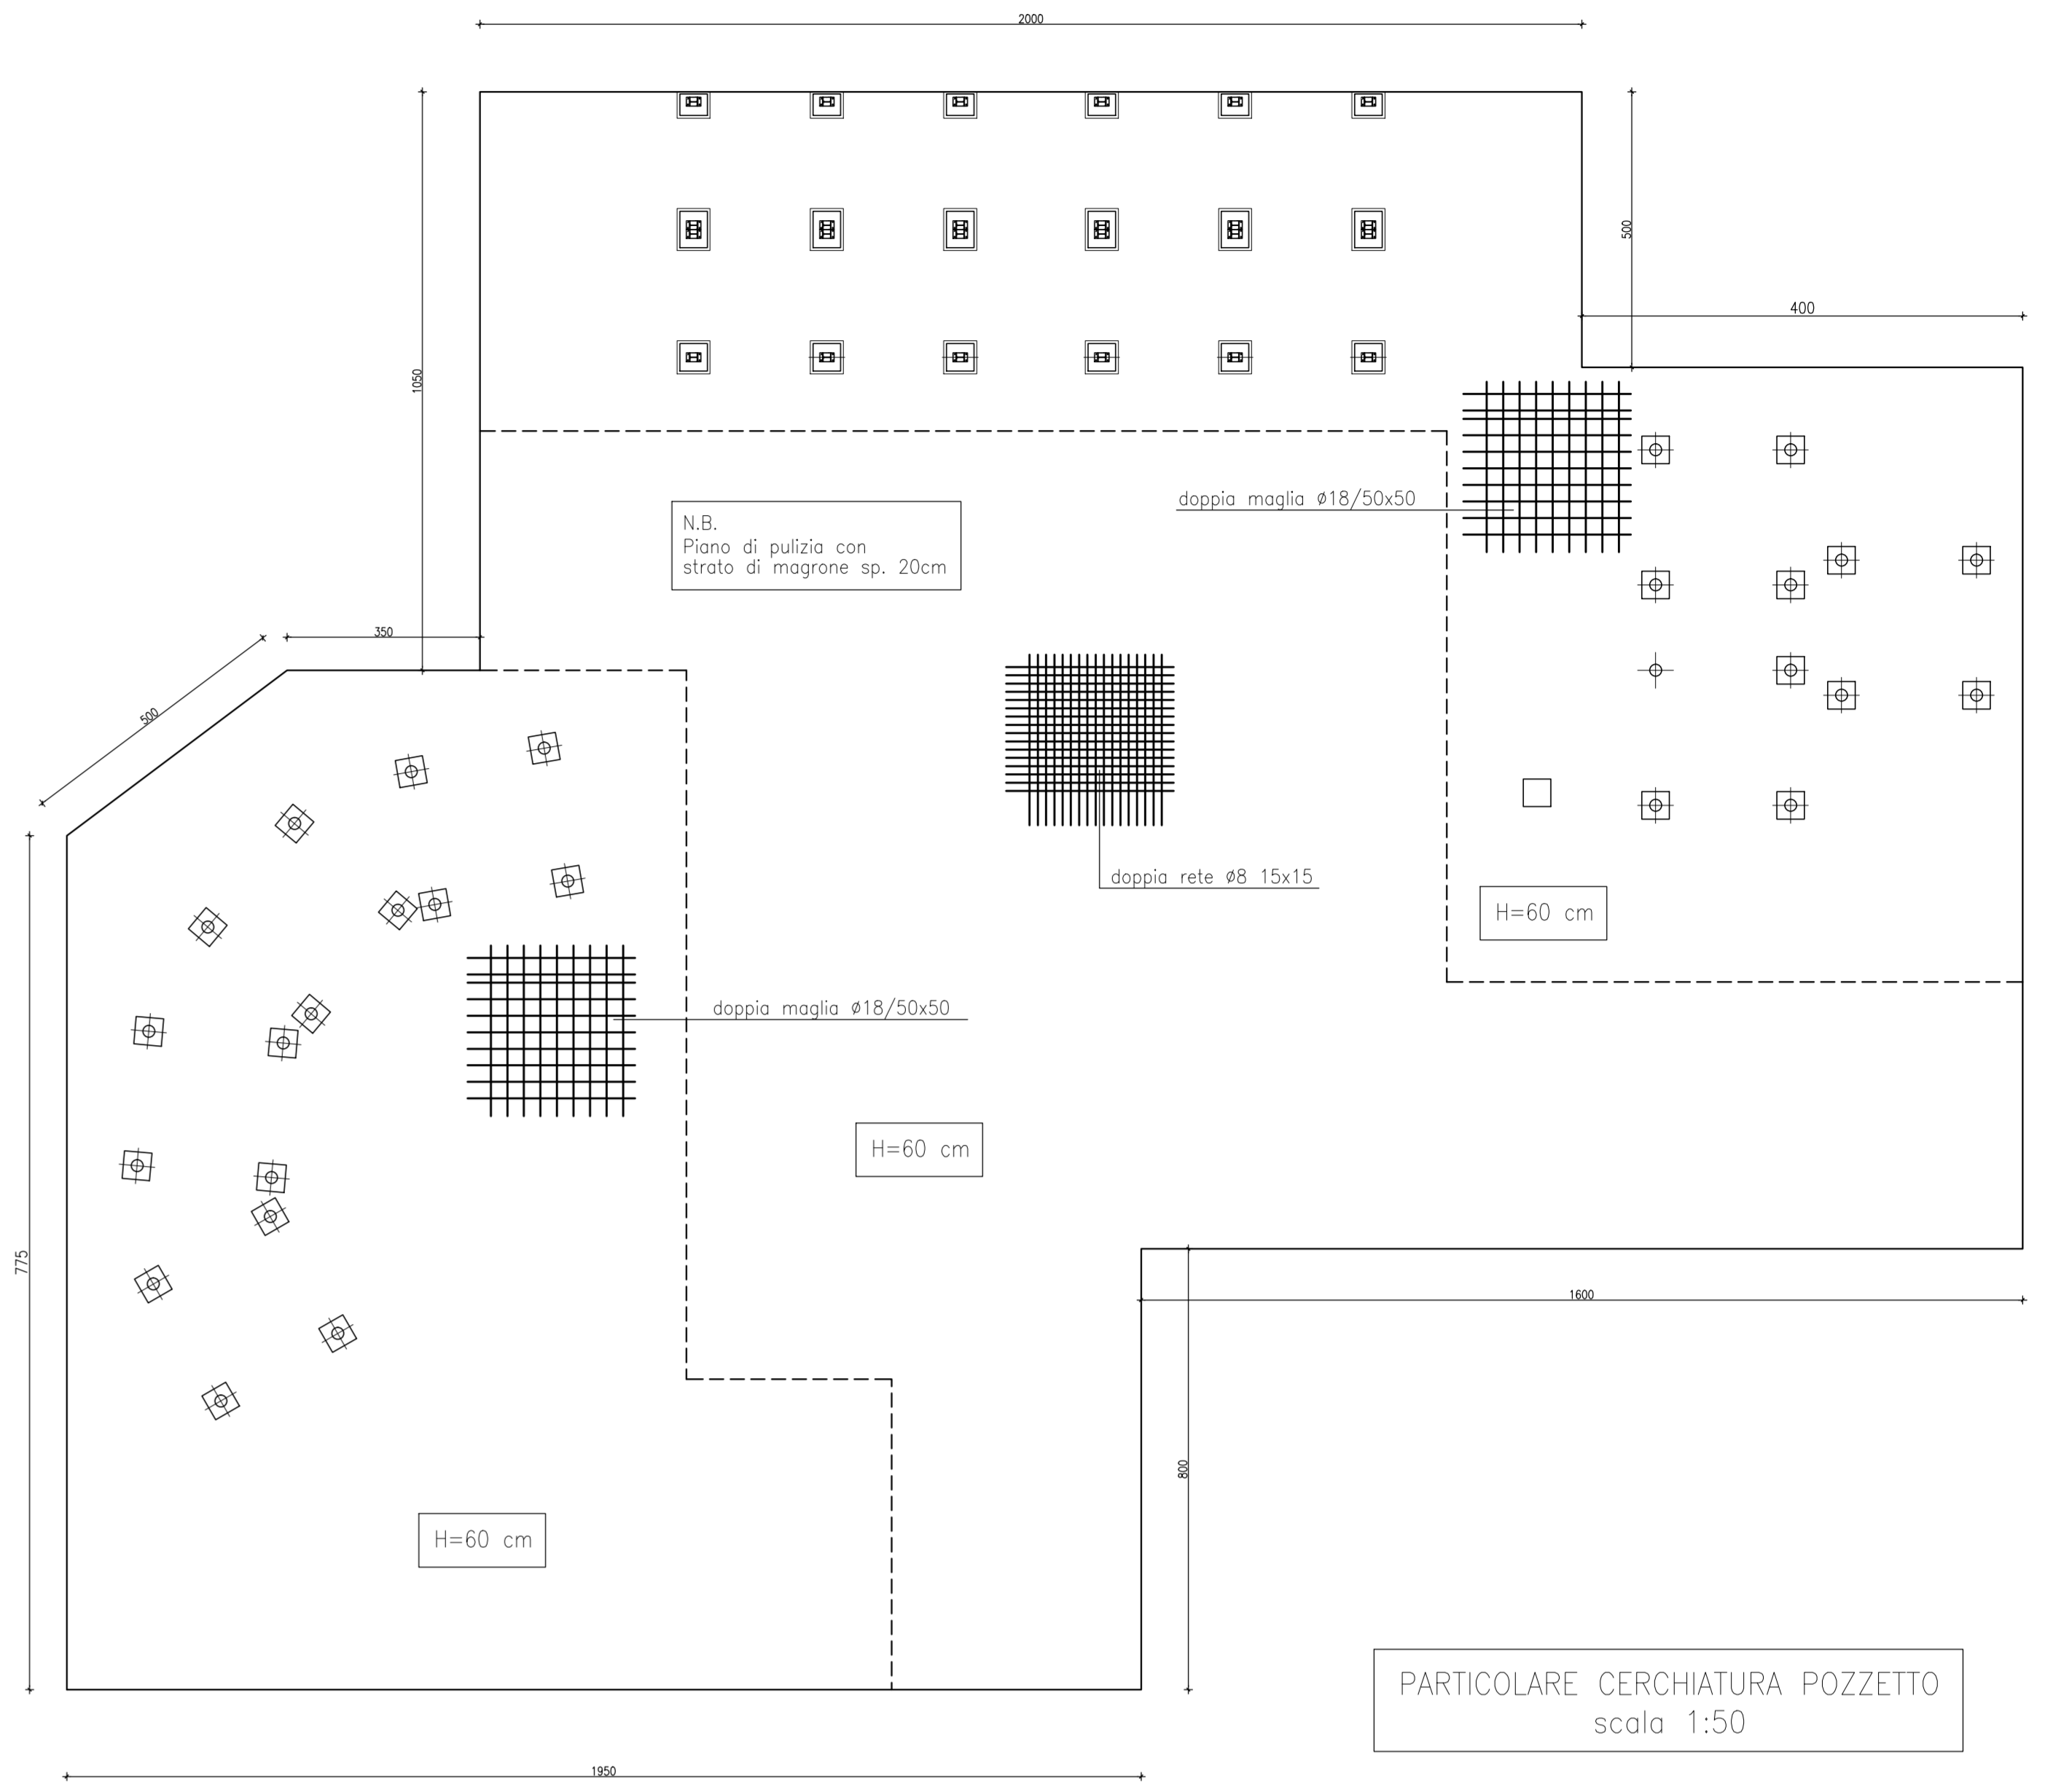 2000
500
400
1050
doppia maglia ø18/50x50
N.B.
Piano di pulizia con
strato di magrone sp. 20cm
350
500
doppia rete ø8 15x15
H=60 cm
doppia maglia ø18/50x50
H=60 cm
775
1600
800
H=60 cm
PARTICOLARE CERCHIATURA POZZETTO
scala 1:50
1950